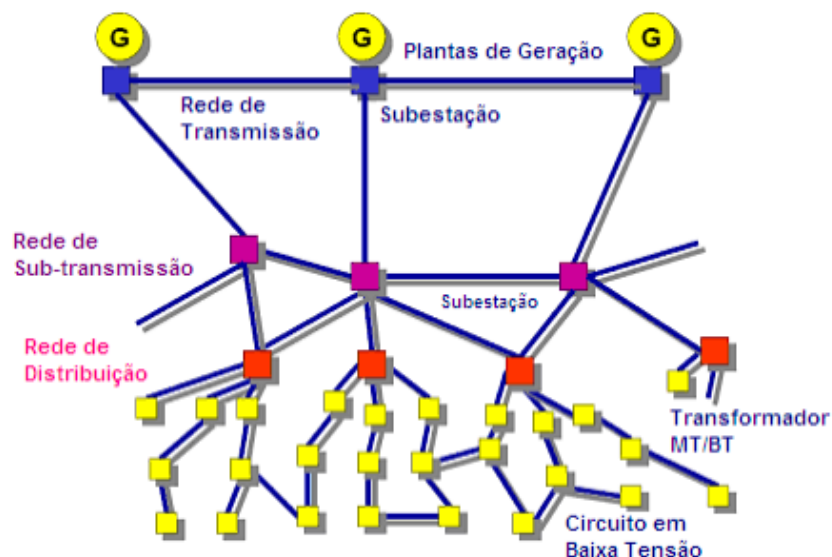 G
G
G
Plantas de Geração
Rede de
Transmissão
Subestação
Rede de
Sub-transmissão
Subestação
Rede de
Distribuição
Transformador
MT/BT
Circuito em
Baixa Tensão